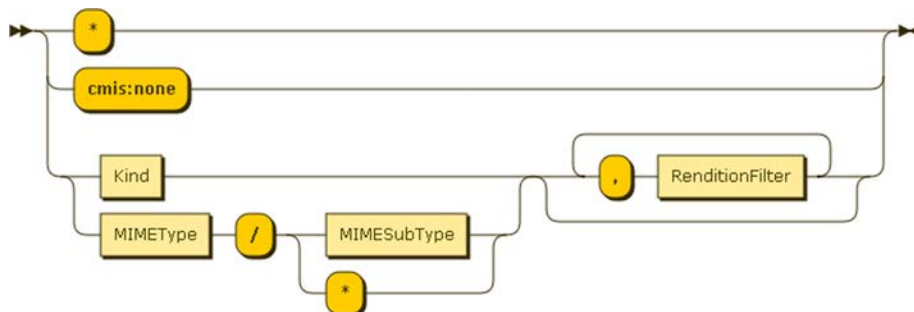 *
cmis:none
Kind
, RenditionFilter
MIMEType / MIMESubType
*